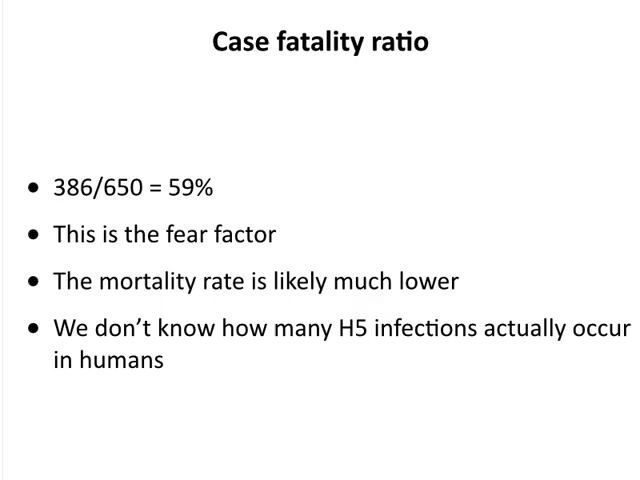 Case fatality ratio
• 386/650 = 59%
• This is the fear factor
• The mortality rate is likely much lower
• We don’t know how many H5 infections actually occur
in humans